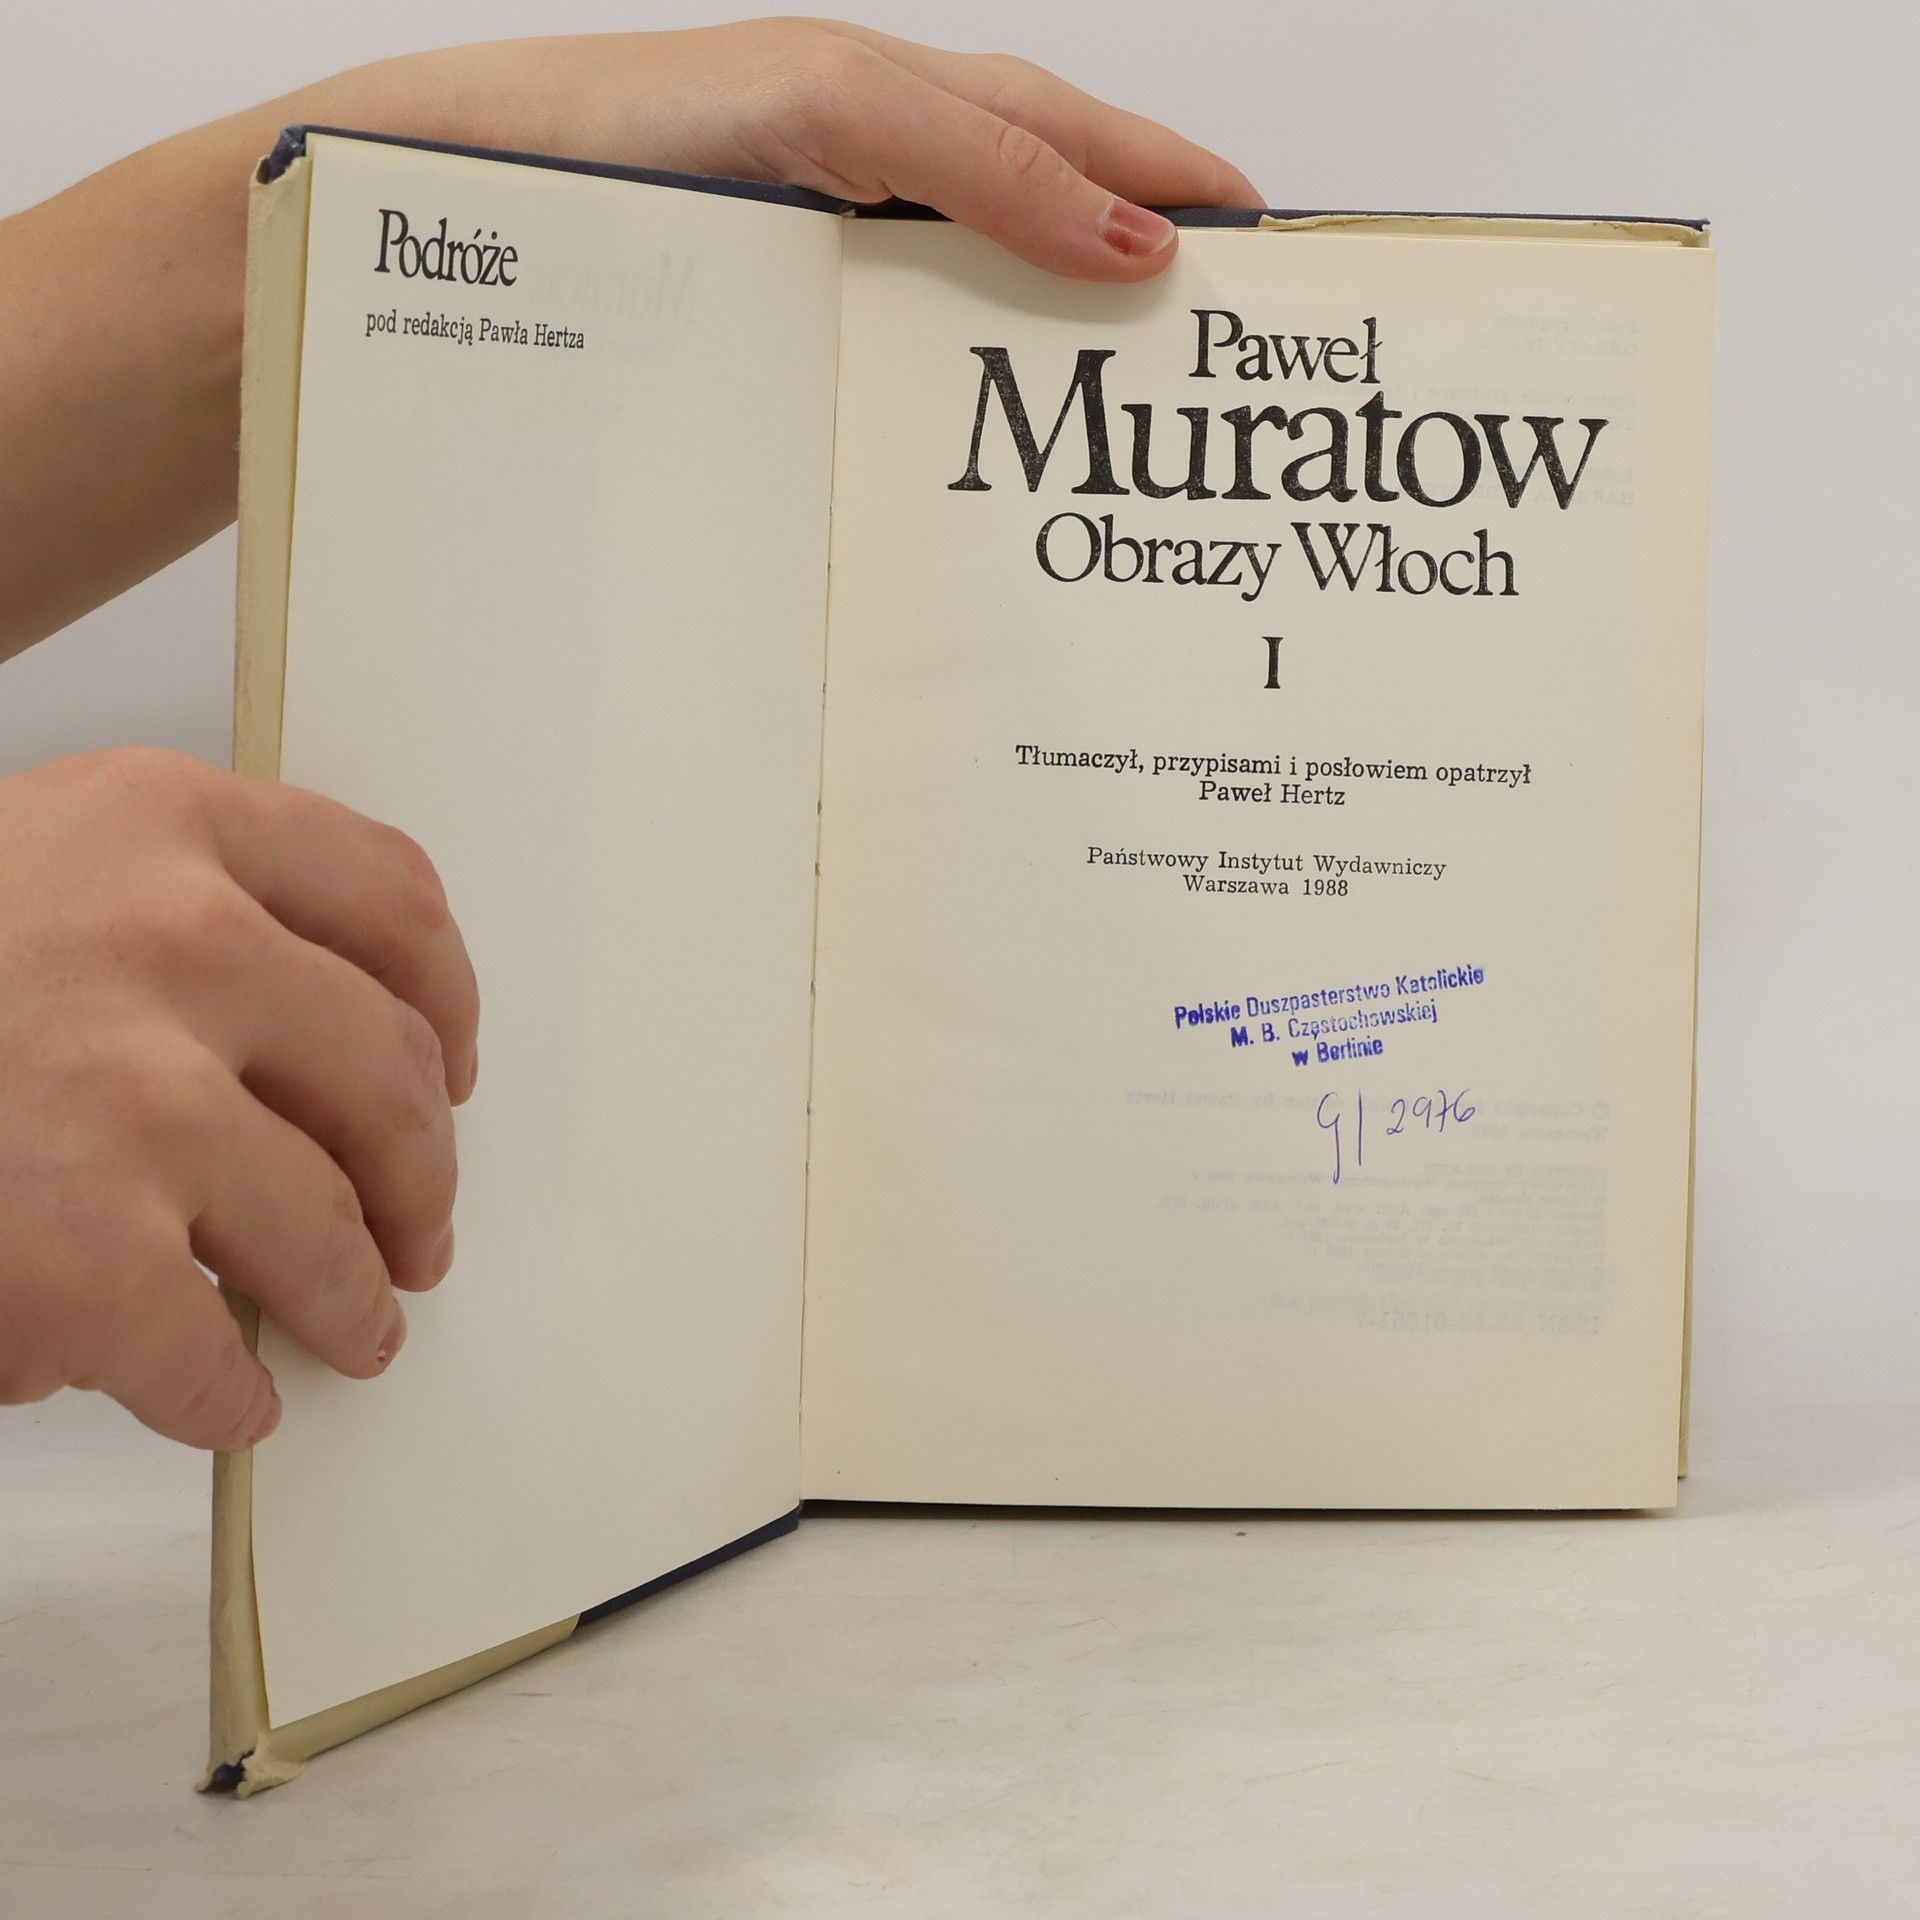 Podróże
pod redakcją Pawła Hertza
Paweł
Muratow
Obrazy Włoch
I
Tłumaczył, przypisami i posłowiem opatrzył
Paweł Hertz
Państwowy Instytut Wydawniczy
Warszawa 1988
Polskie Duszpasterstwo Katolickie
M. B. Częstochowskiej
w Berlinie
2976